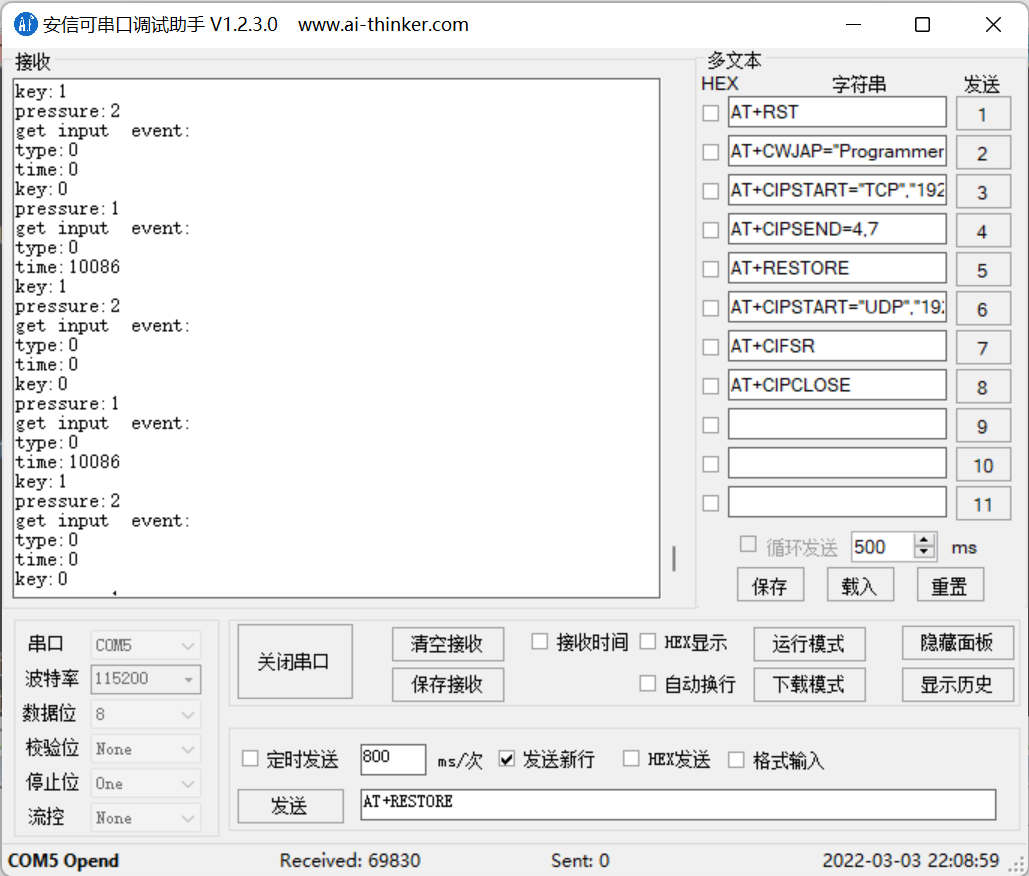 安信可串口调试助手 V1.2.3.0 www.ai-thinker.com
接收
key:1
pressure:2
get input  event:
type:0
time:0
key:0
pressure:1
get input  event:
type:0
time:10086
key:1
pressure:2
get input  event:
type:0
time:0
key:0
pressure:1
get input  event:
type:0
time:10086
key:1
pressure:2
get input  event:
type:0
time:0
key:0
多文本
HEX 字符串 发送
AT+RST 1
AT+CWJAP="Programmer 2
AT+CIPSTART="TCP","192 3
AT+CIPSEND=4,7 4
AT+RESTORE 5
AT+CIPSTART="UDP","192 6
AT+CIFSR 7
AT+CIPCLOSE 8
9
10
11
循环发送 500 ms
保存 载入 重置
串口 COM5
波特率 115200
数据位 8
校验位 None
停止位 One
流控 None
关闭串口
清空接收 接收时间 HEX显示 运行模式 隐藏面板
保存接收 自动换行 下载模式 显示历史
定时发送 800 ms/次 发送新行 HEX发送 格式输入
发送 AT+RESTORE
COM5 Opend Received: 69830 Sent: 0 2022-03-03 22:08:59